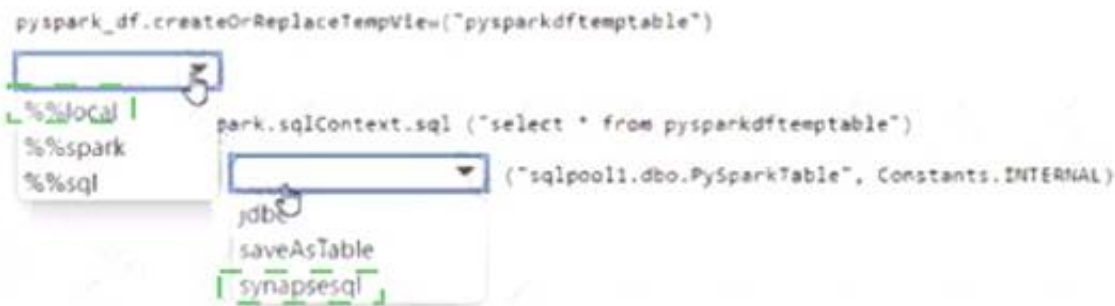 pyspark_df.createOrReplaceTempView("pysparkdftemptable")
%%local
park.sqlContext.sql ("select * from pysparkdftemptable")
%%spark
%%sql
("sqlpool1.dbo.PySparkTable", Constants.INTERNAL)
jdbc
saveAsTable
synapsesql